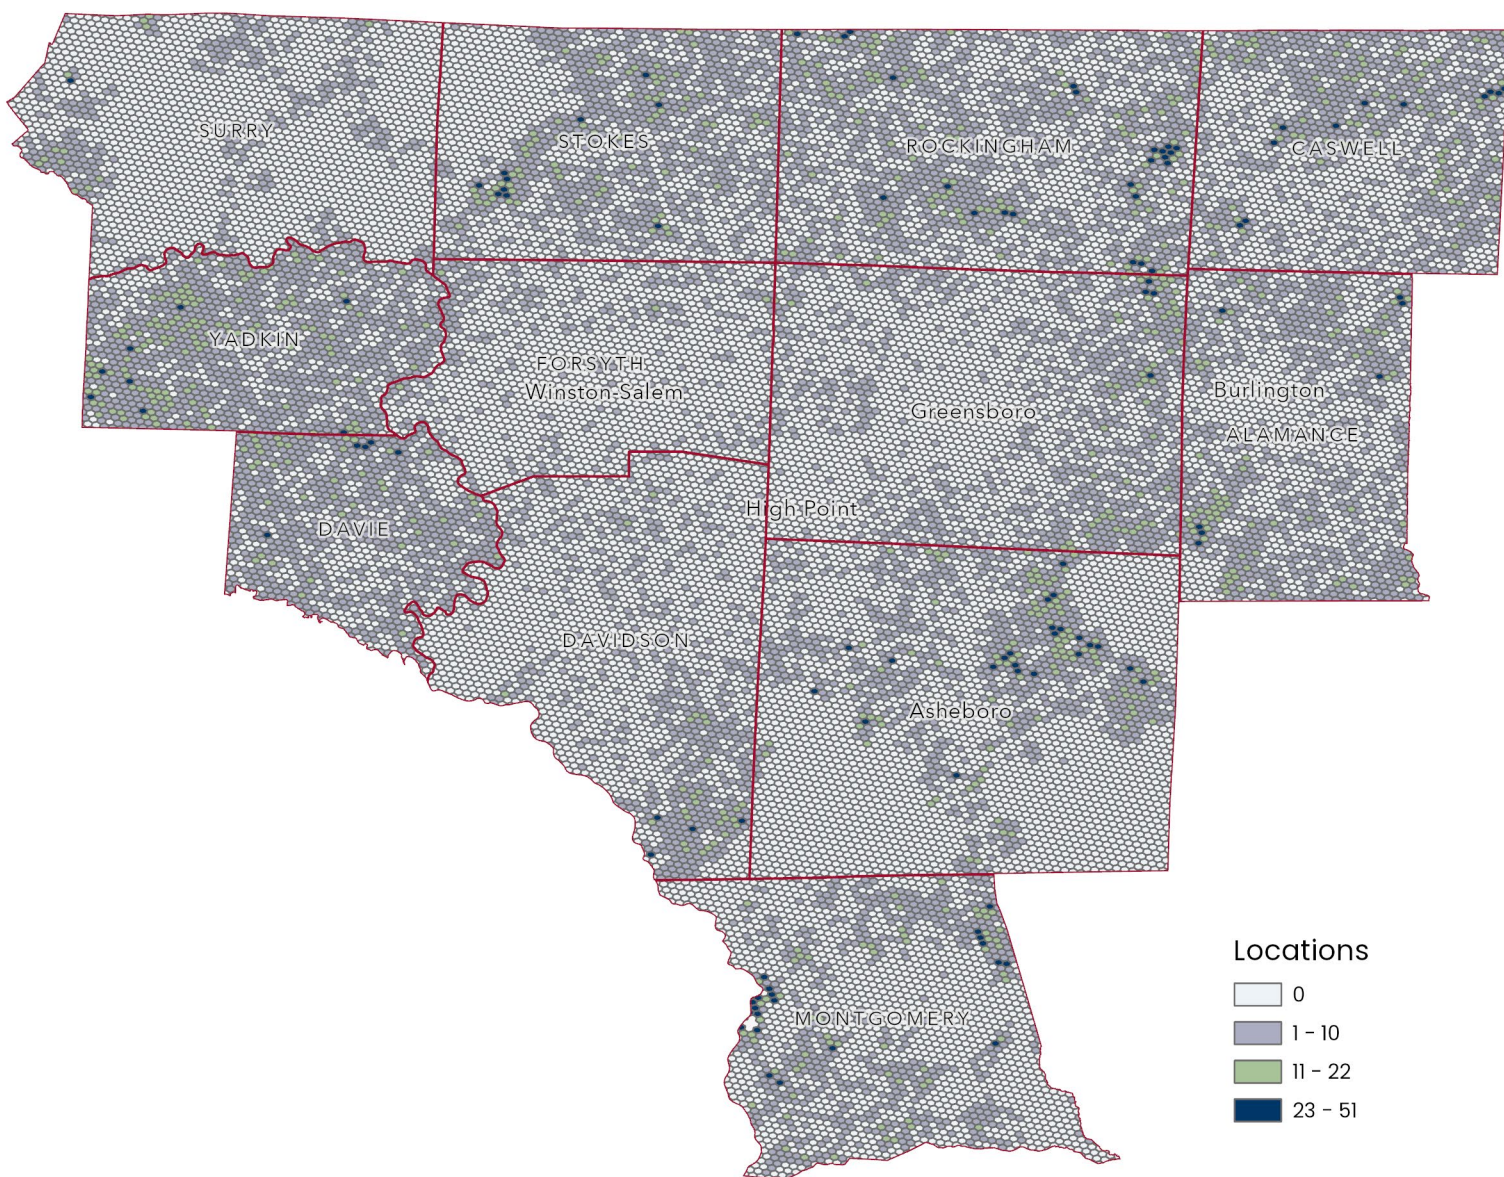 SURRY
STOKES
ROCKINGHAM
CASWELL
YADKIN
FORSYTH
Winston-Salem
Greensboro
Burlington
ALAMANCE
High Point
DAVIE
DAVIDSON
Asheboro
MONTGOMERY
Locations
0
1 - 10
11 - 22
23 - 51